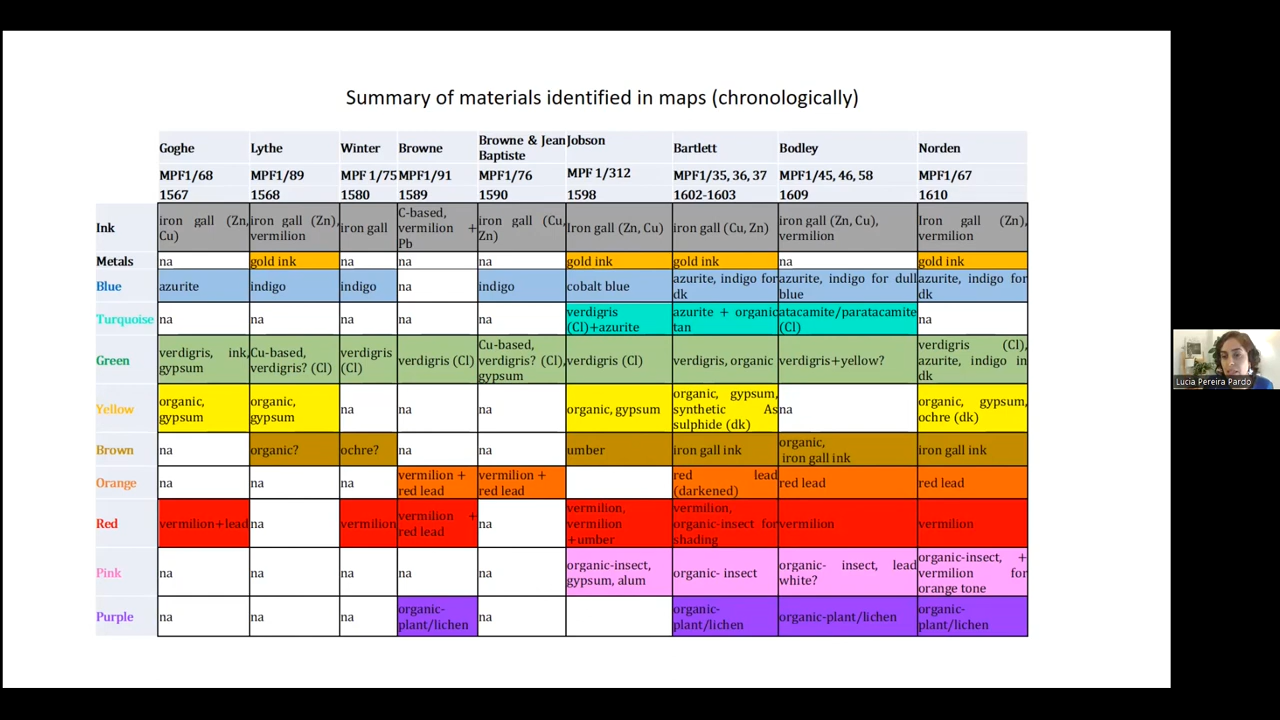 Summary of materials identified in maps (chronologically)
Goghe Lythe Winter Browne Browne & Jean Baptiste Jobson Bartlett Bodley Norden
MPF1/68 MPF1/89 MPF 1/75 MPF1/91 MPF1/76 MPF 1/312 MPF1/35, 36, 37 MPF1/45, 46, 58 MPF1/67
1567 1568 1580 1589 1590 1598 1602-1603 1609 1610
Ink iron gall (Zn, Cu) iron gall (Zn), vermilion iron gall C-based, vermilion + Pb iron gall (Cu, Zn) Iron gall (Zn, Cu) iron gall (Cu, Zn) iron gall (Zn, Cu), vermilion Iron gall (Zn), vermilion
Metals na gold ink na na na gold ink gold ink na gold ink
Blue azurite indigo indigo na indigo cobalt blue azurite, indigo for dk azurite, indigo for dull blue azurite, indigo for dk
Turquoise na na na na na verdigris (Cl)+azurite azurite + organic tan atacamite/paratacamite (Cl) na
Green verdigris, ink, gypsum Cu-based, verdigris? (Cl) verdigris (Cl) verdigris (Cl) Cu-based, verdigris? (Cl), gypsum verdigris (Cl) verdigris, organic verdigris+yellow? verdigris (Cl), azurite, indigo in dk
Yellow organic, gypsum organic, gypsum na na na organic, gypsum organic, gypsum, synthetic As sulphide (dk) na organic, gypsum, ochre (dk)
Brown na organic? ochre? na na umber iron gall ink organic, iron gall ink iron gall ink
Orange na na na vermilion + red lead vermilion + red lead red lead (darkened) red lead red lead
Red vermilion+lead na vermilion vermilion + red lead na vermilion, vermilion +umber vermilion, organic-insect for shading vermilion vermilion
Pink na na na na na organic-insect, gypsum, alum organic- insect organic- insect, lead white? organic-insect, + vermilion for orange tone
Purple na na na organic-plant/lichen na organic-plant/lichen organic-plant/lichen organic-plant/lichen
Lucia Pereira Pardo